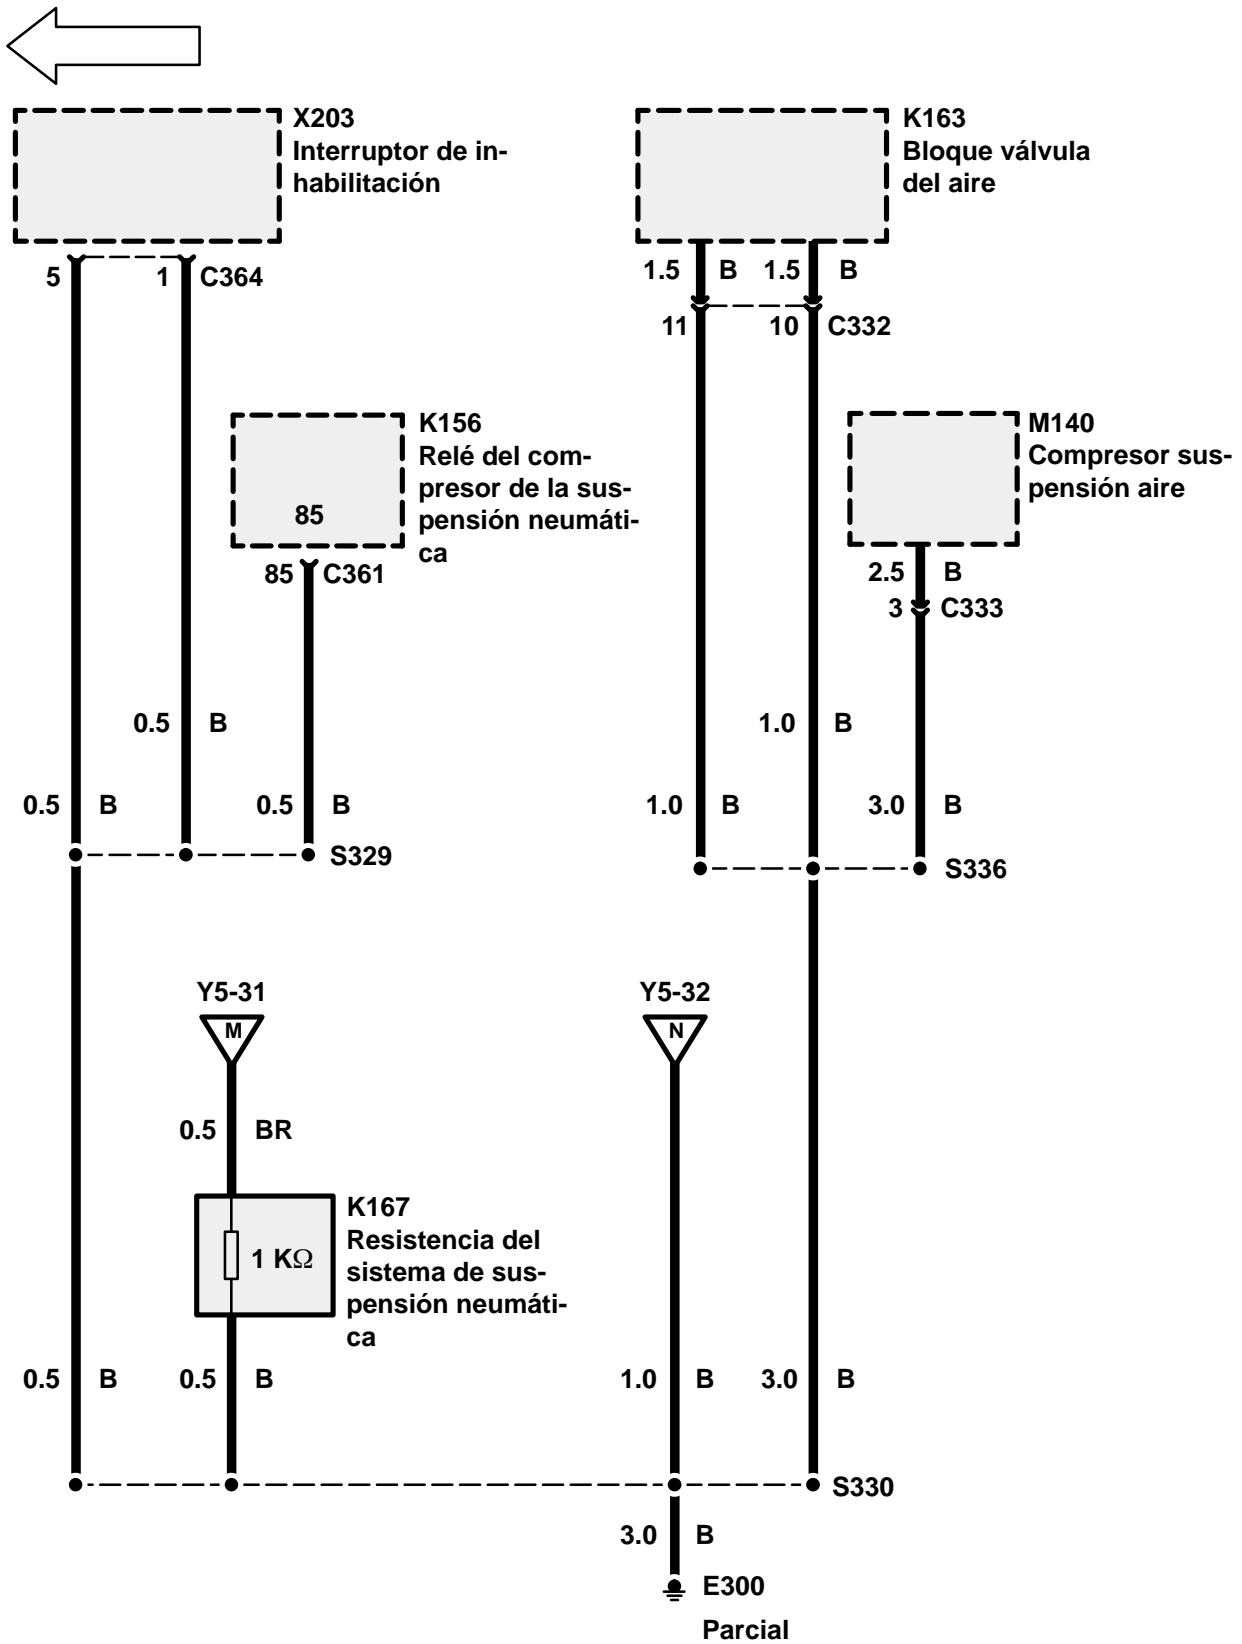 X203
Interruptor de in-
habilitación
K163
Bloque válvula
del aire
5
1
C364
1.5
B
1.5
B
11
10
C332
K156
Relé del com-
presor de la sus-
pensión neumáti-
ca
85
85
C361
M140
Compresor sus-
pensión aire
2.5
B
3
C333
0.5
B
1.0
B
0.5
B
0.5
B
1.0
B
3.0
B
S329
S336
Y5-31
M
Y5-32
N
0.5
BR
K167
Resistencia del
sistema de sus-
pensión neumáti-
ca
1 KΩ
0.5
B
0.5
B
1.0
B
3.0
B
S330
3.0
B
E300
Parcial